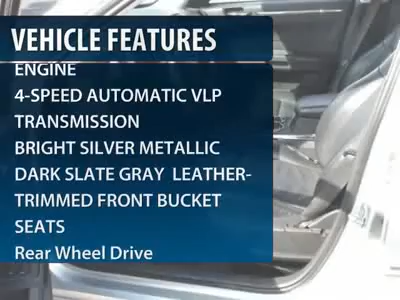 VEHICLE FEATURES
ENGINE
4-SPEED AUTOMATIC VLP
TRANSMISSION
BRIGHT SILVER METALLIC
DARK SLATE GRAY LEATHER-
TRIMMED FRONT BUCKET
SEATS
Rear Wheel Drive